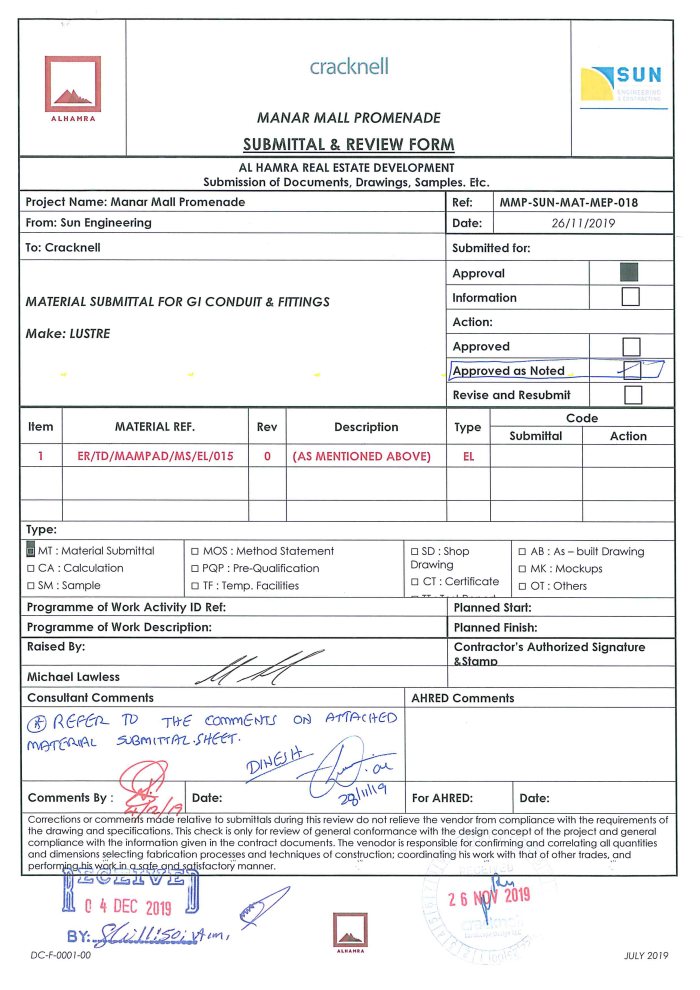 ALHAMRA
cracknell
SUN
ENGINEERING
& CONTRACTING
MANAR MALL PROMENADE
SUBMITTAL & REVIEW FORM
AL HAMRA REAL ESTATE DEVELOPMENT
Submission of Documents, Drawings, Samples. Etc.
Project Name: Manar Mall Promenade
Ref: MMP-SUN-MAT-MEP-018
From: Sun Engineering
Date: 26/11/2019
To: Cracknell
Submitted for:
Approval
MATERIAL SUBMITTAL FOR GI CONDUIT & FITTINGS
Information
Action:
Make: LUSTRE
Approved
Approved as Noted
Revise and Resubmit
Item MATERIAL REF. Rev Description Type Code
Submittal Action
1 ER/TD/MAMPAD/MS/EL/015 0 (AS MENTIONED ABOVE) EL
Type:
MT : Material Submittal
□ CA : Calculation
□ SM : Sample
□ MOS : Method Statement
□ PQP : Pre-Qualification
□ TF : Temp. Facilities
□ SD : Shop
Drawing
□ CT : Certificate
□ AB : As – built Drawing
□ MK : Mockups
□ OT : Others
Programme of Work Activity ID Ref:
Planned Start:
Programme of Work Description:
Planned Finish:
Raised By:
Contractor's Authorized Signature
&Stamp
Michael Lawless
Consultant Comments
AHRED Comments
REFER TO THE COMMENTS ON ATTACHED
MATERIAL SUBMITTAL SHEET.
DINESH
28/11/19
Comments By :
4/12/19
Date:
For AHRED:
Date:
Corrections or comments made relative to submittals during this review do not relieve the vendor from compliance with the requirements of
the drawing and specifications. This check is only for review of general conformance with the design concept of the project and general
compliance with the information given in the contract documents. The venodor is responsible for confirming and correlating all quantities
and dimensions selecting fabrication processes and techniques of construction; coordinating his work with that of other trades, and
performing his work in a safe and satisfactory manner.
RECEIVED
04 DEC 2019
BY:
26 NOV 2019
cracknell
ALHAMRA
DC-F-0001-00
JULY 2019